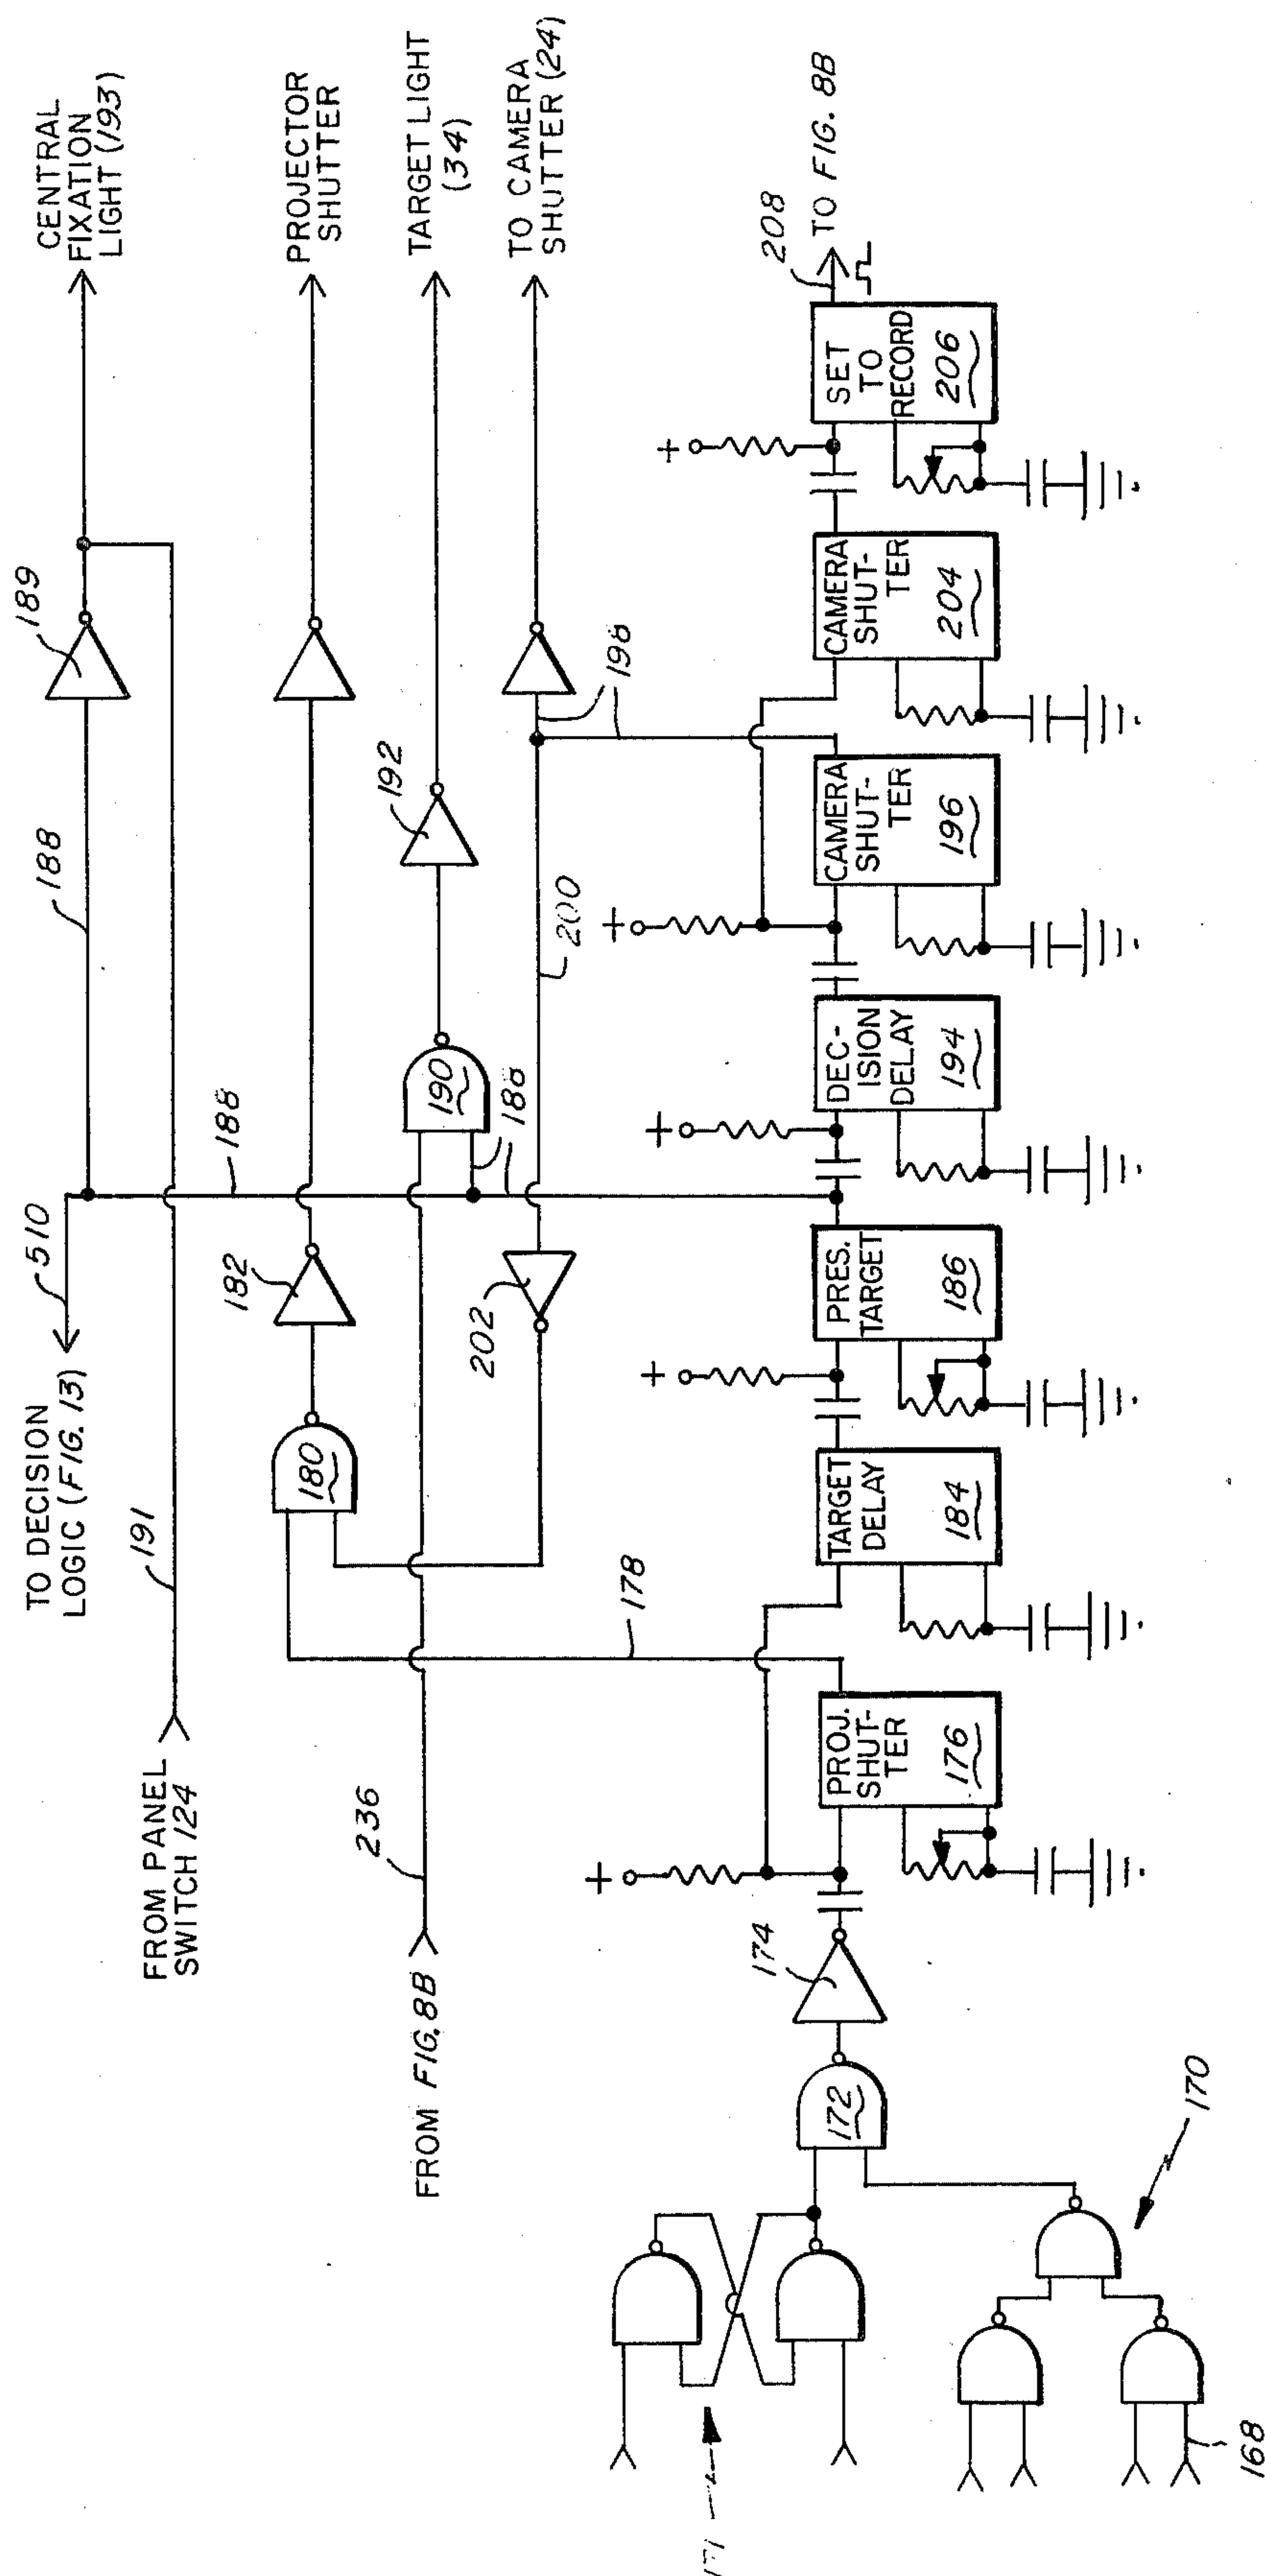 CENTRAL
FIXATION
LIGHT (193)
PROJECTOR
SHUTTER
TARGET LIGHT
(34)
TO CAMERA
SHUTTER (24)
TO DECISION
LOGIC (FIG. 13)
510
188
189
188
FROM PANEL
SWITCH 124
191
182
180
236
FROM FIG. 8B
190
188
192
202
200
198
178
170
168
171
172
174
PROJ.
SHUT-
TER
176
TARGET
DELAY
184
PRES.
TARGET
186
DEC-
ISION
DELAY
194
CAMERA
SHUT-
TER
196
CAMERA
SHUT-
TER
204
SET
TO
RECORD
206
208
TO FIG. 8B
+
+
+
+
+